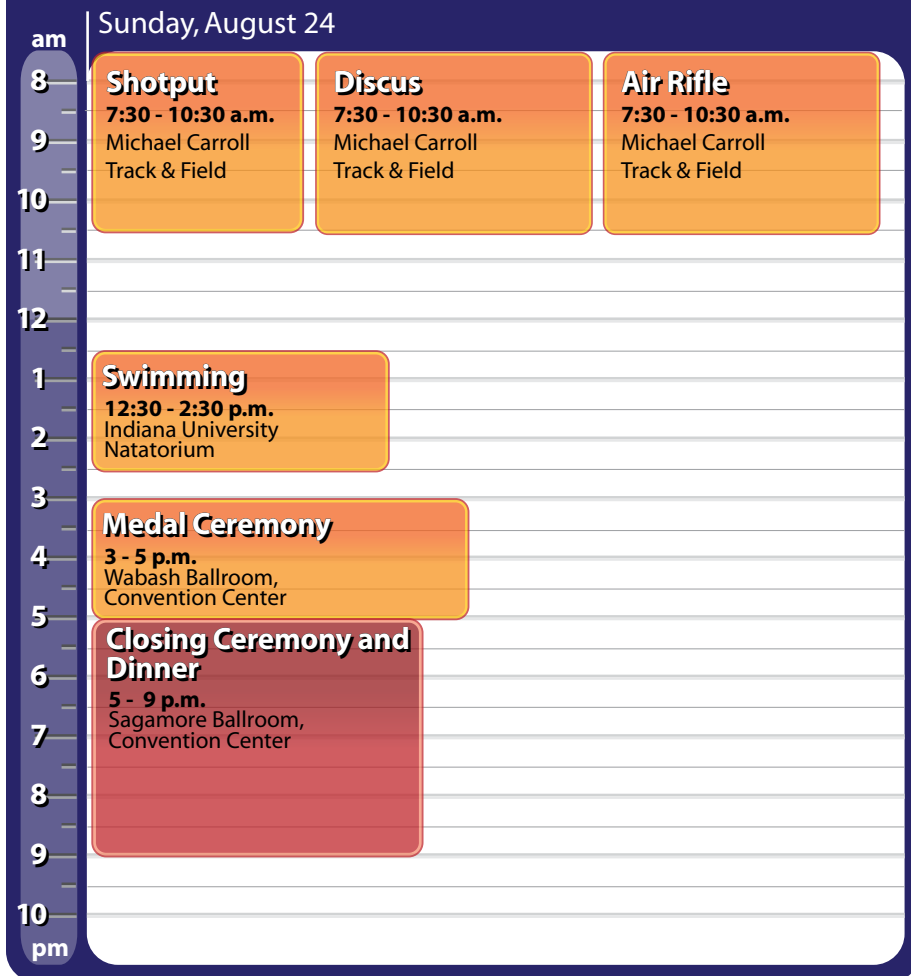 Sunday, August 24
am
8
9
10
11
12
1
2
3
4
5
6
7
8
9
10
pm
Shotput
7:30 - 10:30 a.m.
Michael Carroll
Track & Field
Discus
7:30 - 10:30 a.m.
Michael Carroll
Track & Field
Air Rifle
7:30 - 10:30 a.m.
Michael Carroll
Track & Field
Swimming
12:30 - 2:30 p.m.
Indiana University
Natatorium
Medal Ceremony
3 - 5 p.m.
Wabash Ballroom,
Convention Center
Closing Ceremony and
Dinner
5 - 9 p.m.
Sagamore Ballroom,
Convention Center